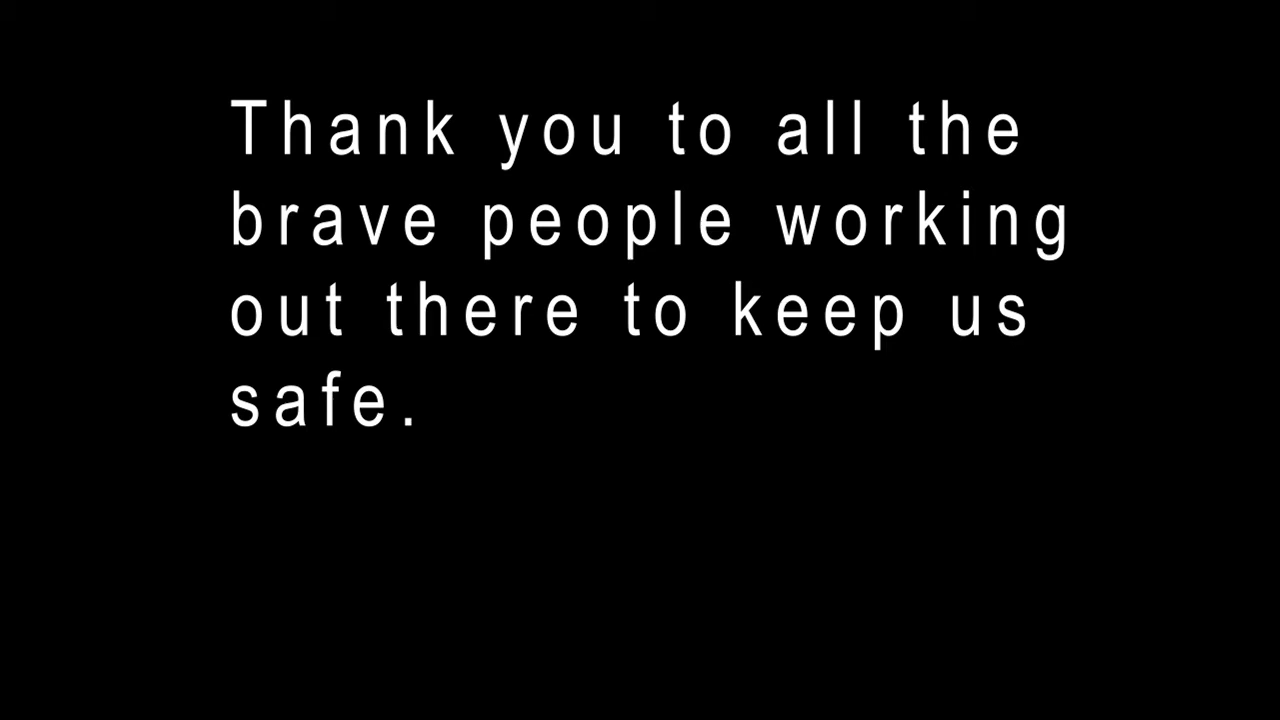 Thank you to all the
brave people working
out there to keep us
safe.